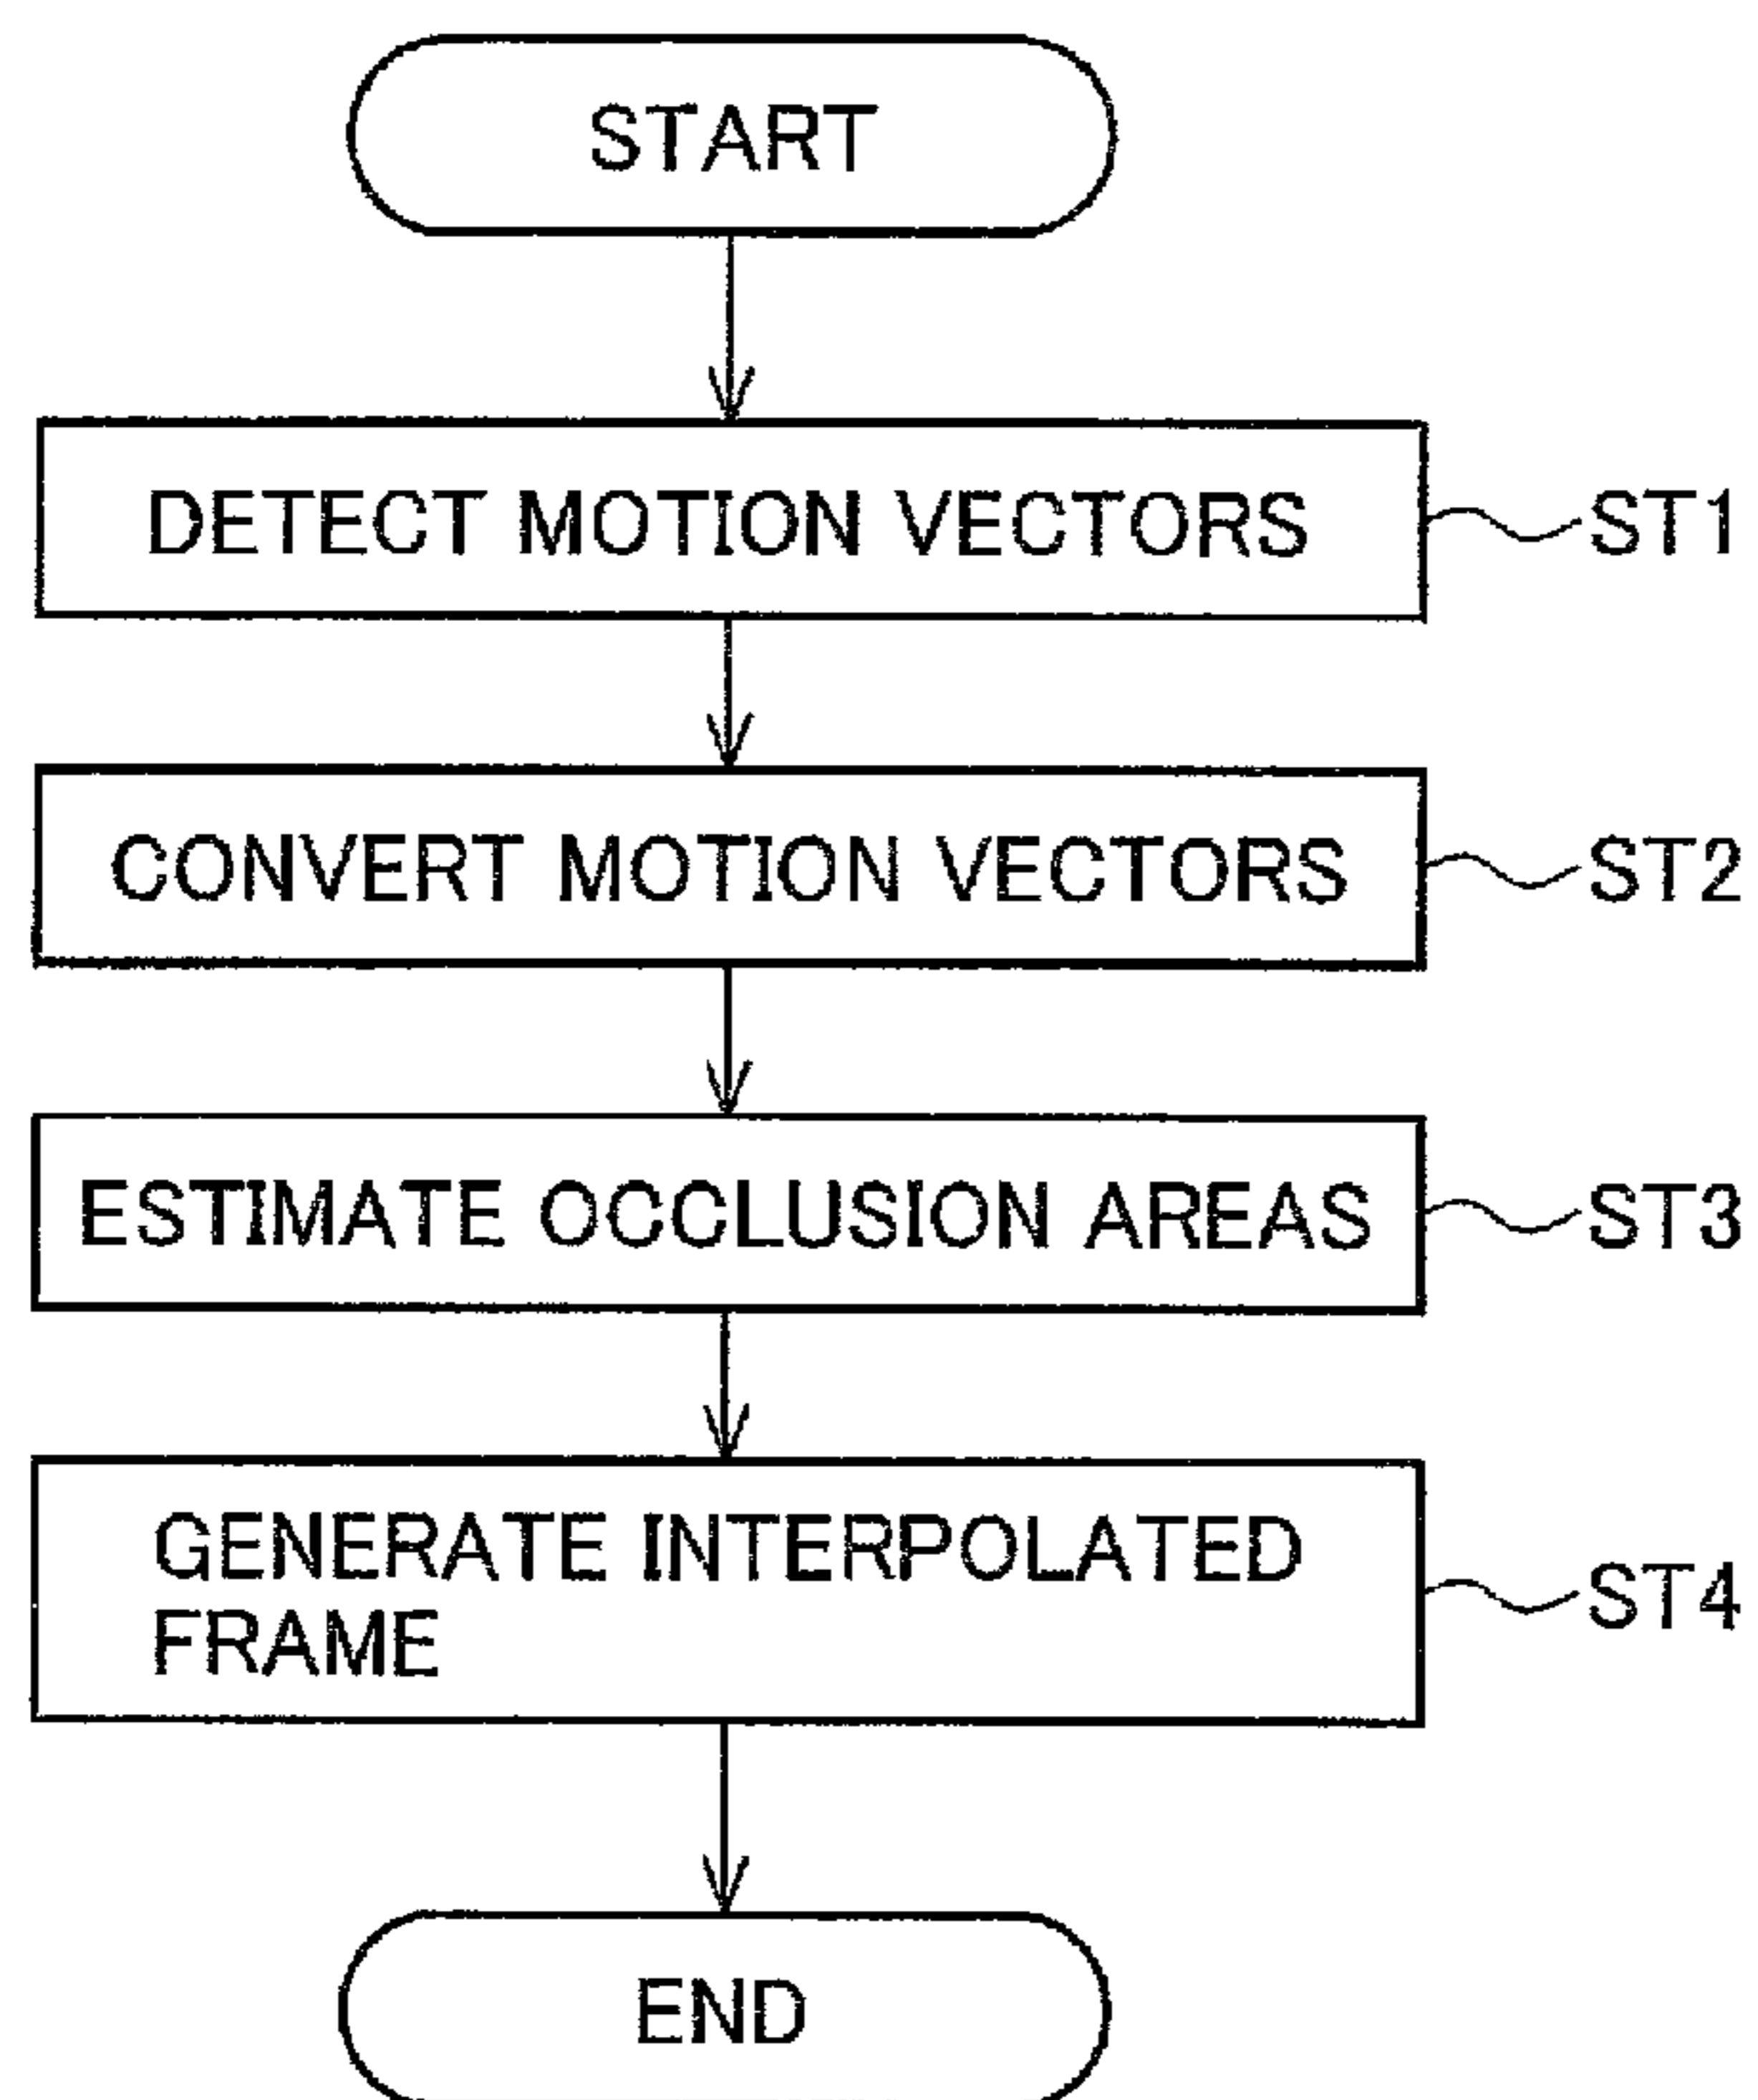 START
DETECT MOTION VECTORS
ST1
CONVERT MOTION VECTORS
ST2
ESTIMATE OCCLUSION AREAS
ST3
GENERATE INTERPOLATED
FRAME
ST4
END